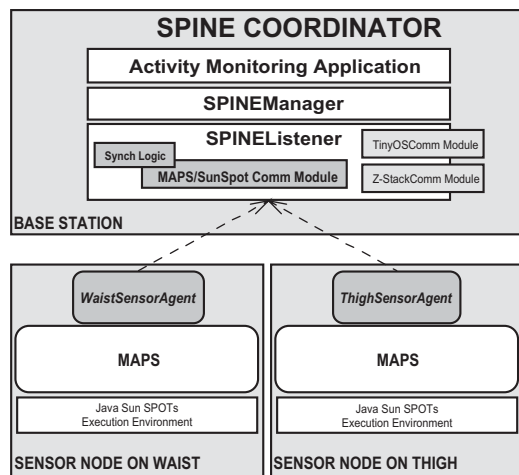 SPINE COORDINATOR
Activity Monitoring Application
SPINEManager
SPINEListener
Synch Logic
MAPS/SunSpot Comm Module
TinyOSComm Module
Z-StackComm Module
BASE STATION
WaistSensorAgent
MAPS
Java Sun SPOTs
Execution Environment
SENSOR NODE ON WAIST
ThighSensorAgent
MAPS
Java Sun SPOTs
Execution Environment
SENSOR NODE ON THIGH